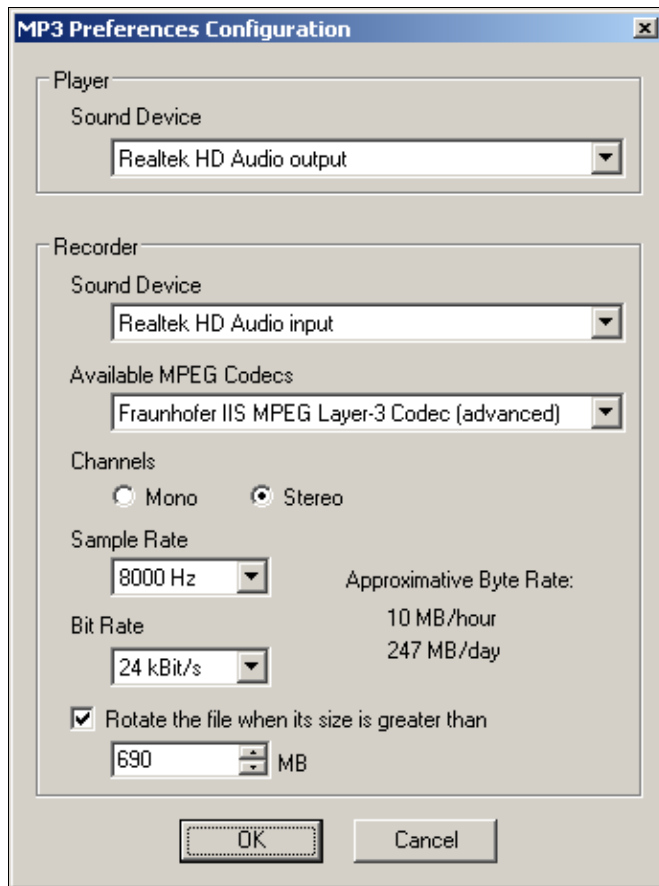 MP3 Preferences Configuration
Player
Sound Device
Realtek HD Audio output
Recorder
Sound Device
Realtek HD Audio input
Available MPEG Codecs
Fraunhofer IIS MPEG Layer-3 Codec (advanced)
Channels
Mono Stereo
Sample Rate
8000 Hz
Approximative Byte Rate:
10 MB/hour
247 MB/day
Bit Rate
24 kBit/s
Rotate the file when its size is greater than
690 MB
OK Cancel